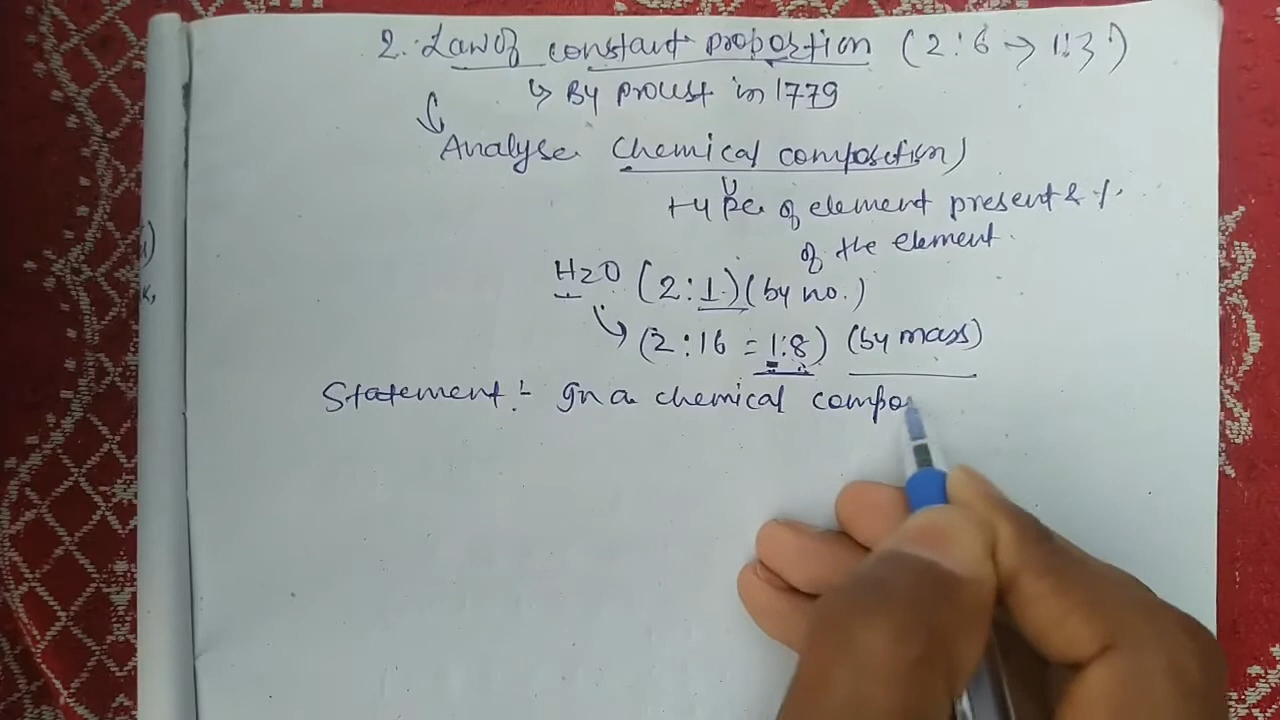 2. Law of constant proportion (2:6 → 1:3)
↳ By proust in 1779
Analyse Chemical composition)
type of element present & %
of the element.
H2O (2:1) (by no.)
(2:16 = 1:8) (by mass)
Statement:- In a chemical compo